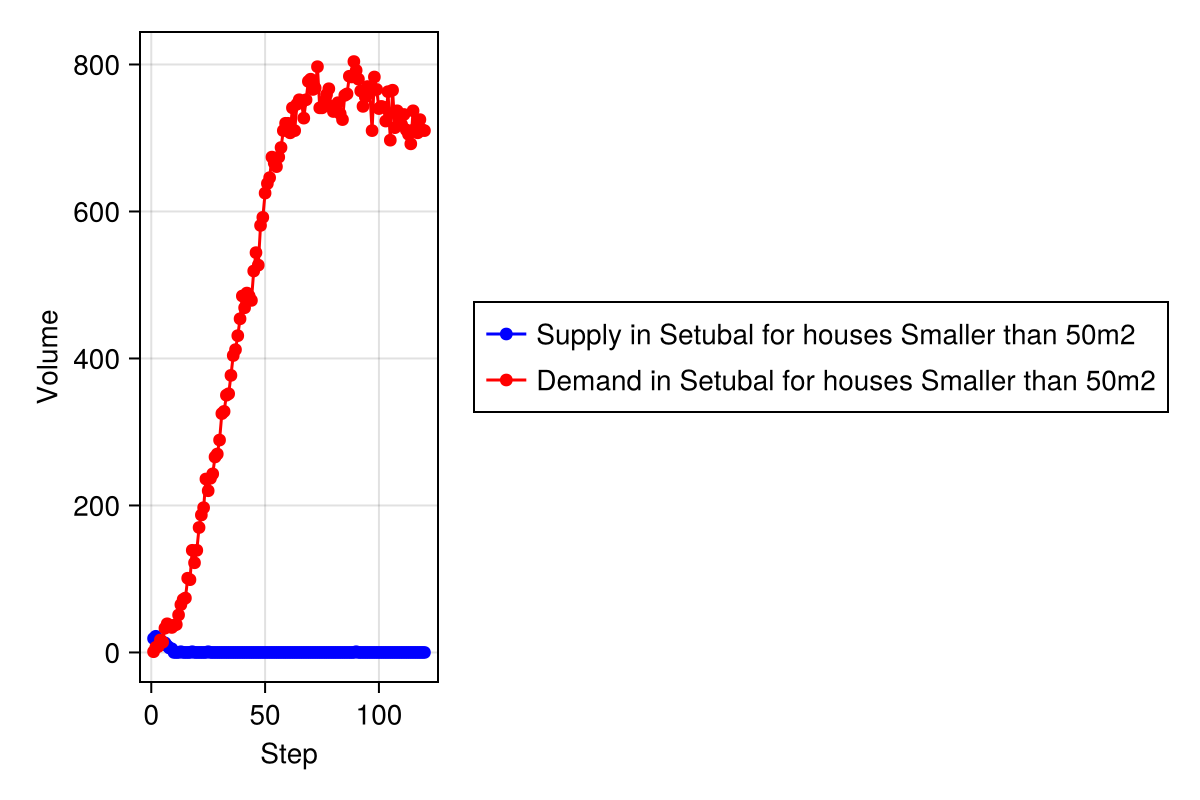 800
600
400
200
0
Volume
0 50 100
Step
Supply in Setubal for houses Smaller than 50m2
Demand in Setubal for houses Smaller than 50m2